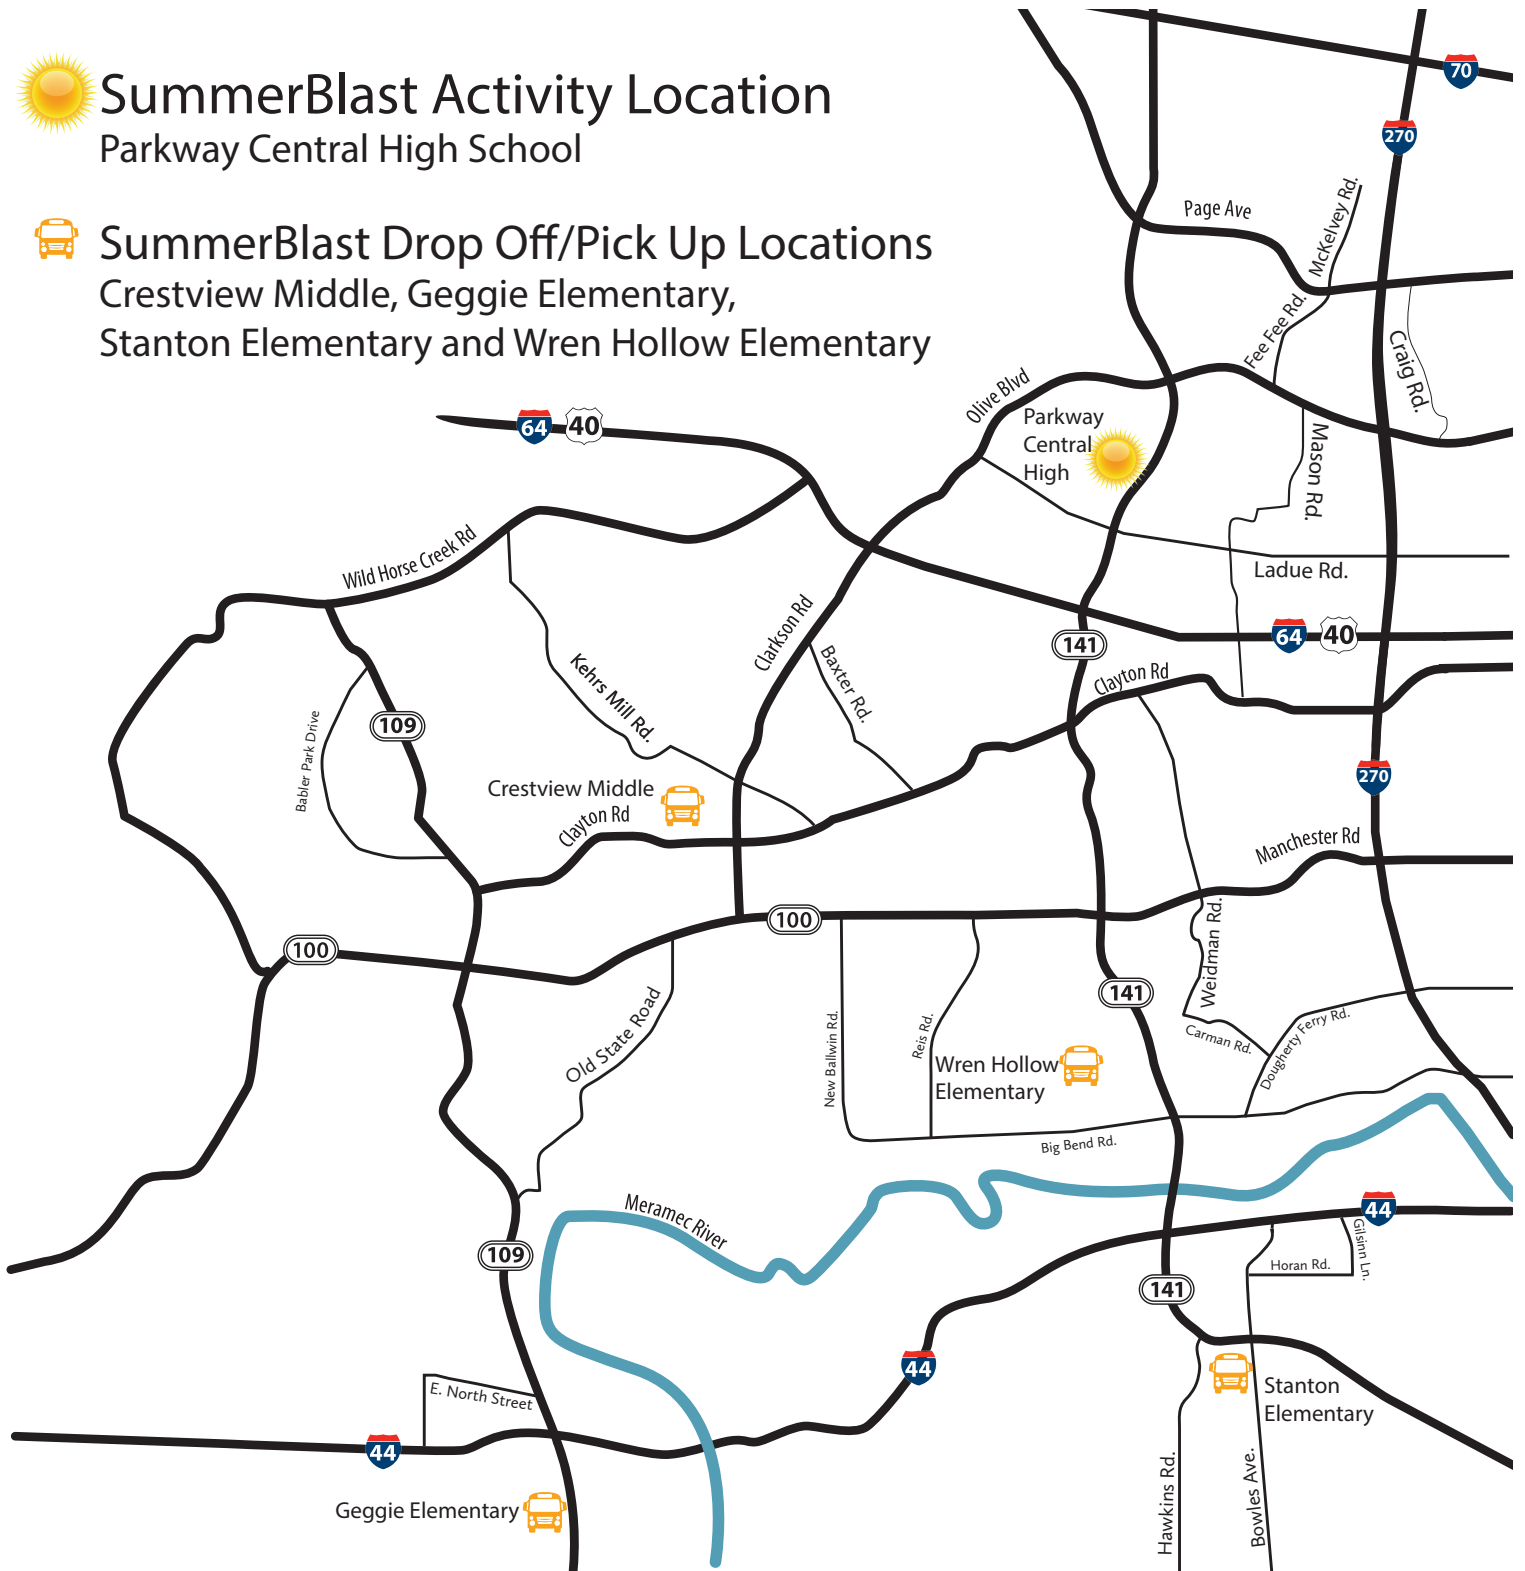 SummerBlast Activity Location
Parkway Central High School
SummerBlast Drop Off/Pick Up Locations
Crestview Middle, Geggie Elementary,
Stanton Elementary and Wren Hollow Elementary
70
270
Page Ave
McKelvey Rd.
Fee Fee Rd.
Craig Rd.
Olive Blvd
Parkway
Central
High
64
40
Mason Rd.
Wild Horse Creek Rd
Ladue Rd.
Clarkson Rd
64
40
141
Baxter Rd.
Kehrs Mill Rd.
Clayton Rd
Babler Park Drive
109
270
Crestview Middle
Clayton Rd
Manchester Rd
100
100
Weidman Rd.
141
Old State Road
New Ballwin Rd.
Reis Rd.
Carman Rd.
Dougherty Ferry Rd.
Wren Hollow
Elementary
Big Bend Rd.
Meramec River
44
109
Gilsinn Ln.
Horan Rd.
141
44
E. North Street
Stanton
Elementary
44
Hawkins Rd.
Bowles Ave.
Geggie Elementary